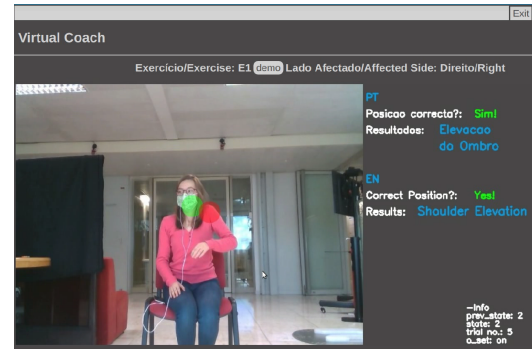 Exit
Virtual Coach
Exercício/Exercise: E1 demo Lado Afectado/Affected Side: Direito/Right
PT
Posicao correcta?: Sim!
Resultados: Elevacao
do Ombro
EN
Correct Position?: Yes!
Results: Shoulder Elevation
-Info
prev_state: 2
state: 2
trial no.: 5
o_set: on